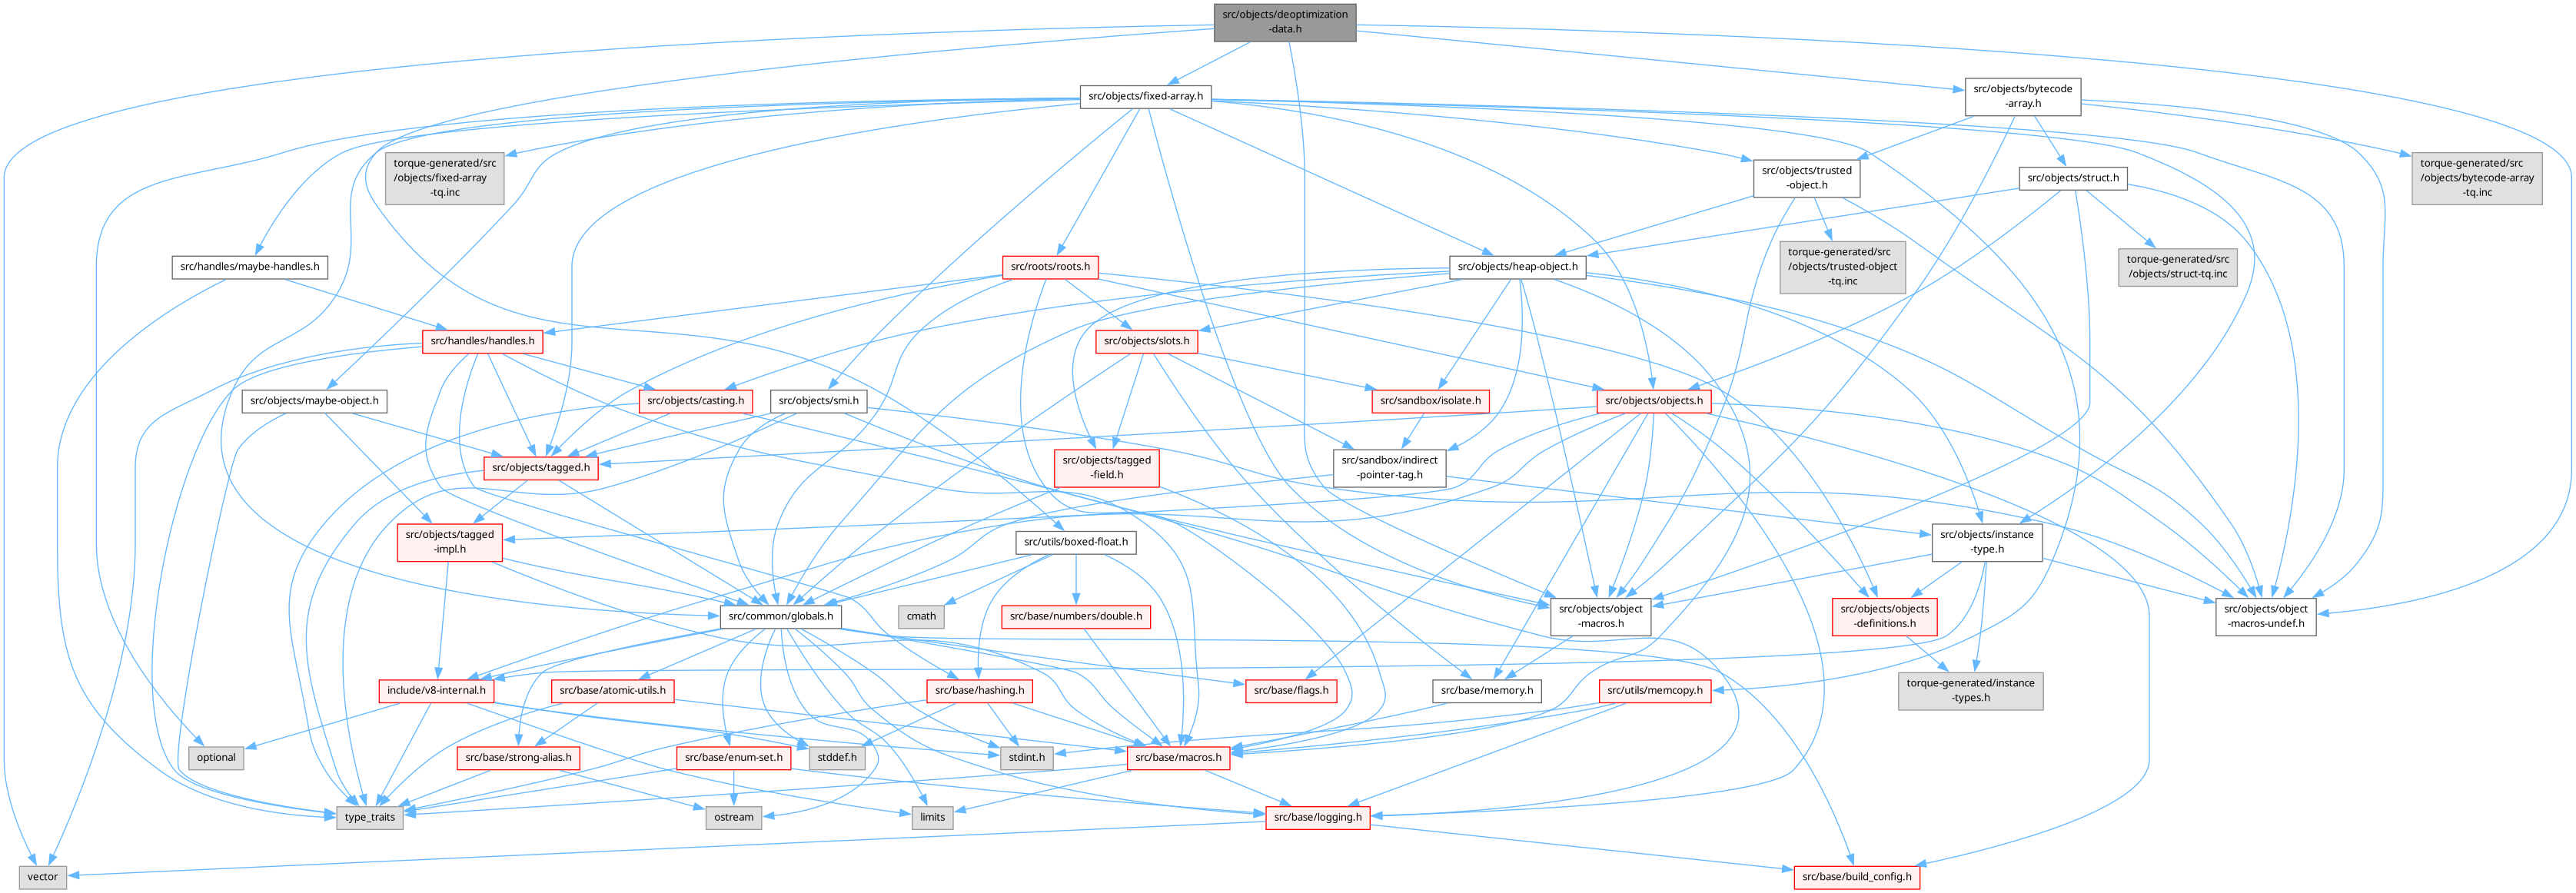 src/objects/deoptimization
-data.h
src/objects/fixed-array.h
src/objects/bytecode
-array.h
torque-generated/src
/objects/fixed-array
-tq.inc
src/objects/trusted
-object.h
src/objects/struct.h
torque-generated/src
/objects/bytecode-array
-tq.inc
src/handles/maybe-handles.h
src/roots/roots.h
src/objects/heap-object.h
torque-generated/src
/objects/trusted-object
-tq.inc
torque-generated/src
/objects/struct-tq.inc
src/handles/handles.h
src/objects/slots.h
src/objects/maybe-object.h
src/objects/casting.h
src/objects/smi.h
src/sandbox/isolate.h
src/objects/objects.h
src/objects/tagged.h
src/objects/tagged
-field.h
src/sandbox/indirect
-pointer-tag.h
src/objects/tagged
-impl.h
src/utils/boxed-float.h
src/objects/instance
-type.h
src/common/globals.h
cmath
src/base/numbers/double.h
src/objects/object
-macros.h
src/objects/objects
-definitions.h
src/objects/object
-macros-undef.h
include/v8-internal.h
src/base/atomic-utils.h
src/base/hashing.h
src/base/flags.h
src/base/memory.h
src/utils/memcopy.h
torque-generated/instance
-types.h
optional
src/base/strong-alias.h
src/base/enum-set.h
stddef.h
stdint.h
src/base/macros.h
type_traits
ostream
limits
src/base/logging.h
vector
src/base/build_config.h